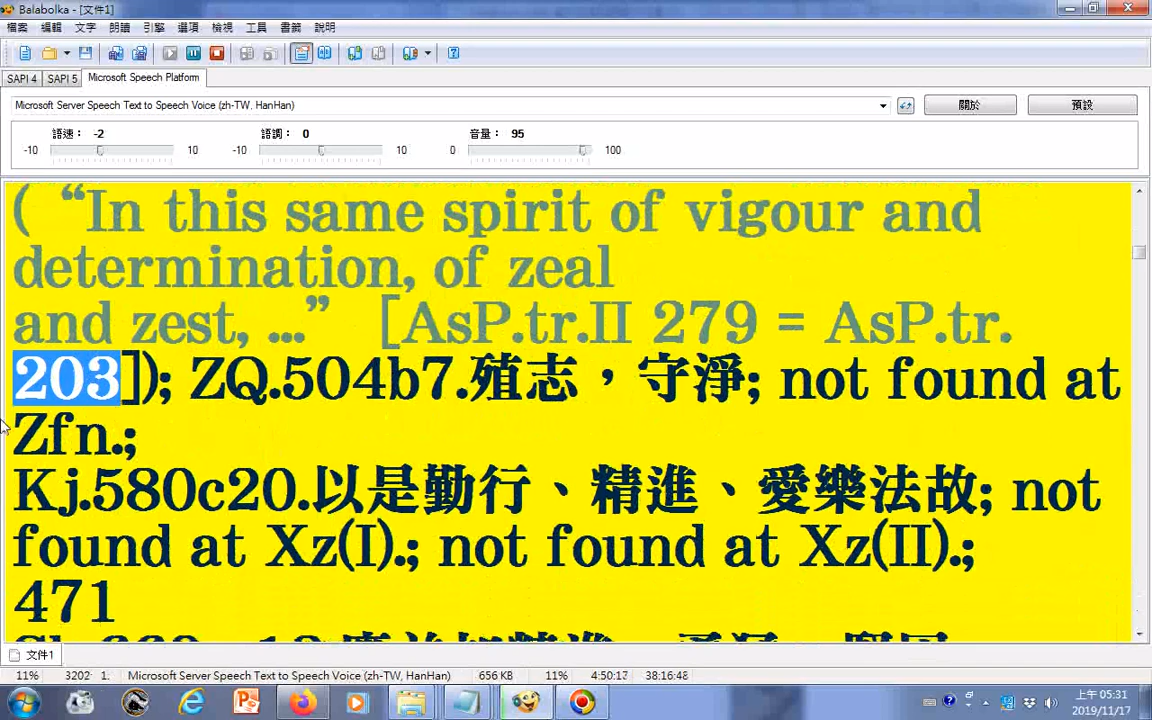 Balabolka - [文件1]
檔案 編輯 文字 朗讀 引擎 選項 檢視 工具 書籤 說明
SAPI 4 SAPI 5 Microsoft Speech Platform
Microsoft Server Speech Text to Speech Voice (zh-TW, HanHan) 關於 預設
語速： -2 語調： 0 音量： 95
-10 10 -10 10 0 100
( “In this same spirit of vigour and
determination, of zeal
and zest, ...” [AsP.tr.II 279 = AsP.tr.
203]); ZQ.504b7.殖志，守淨; not found at
Zfn.;
Kj.580c20.以是勤行、精進、愛樂法故; not
found at Xz(I).; not found at Xz(II).;
471
文件1
11% 3202 1: Microsoft Server Speech Text to Speech Voice (zh-TW, HanHan) 656 KB 11% 4:50:17 38:16:48
上午 05:31
2019/11/17